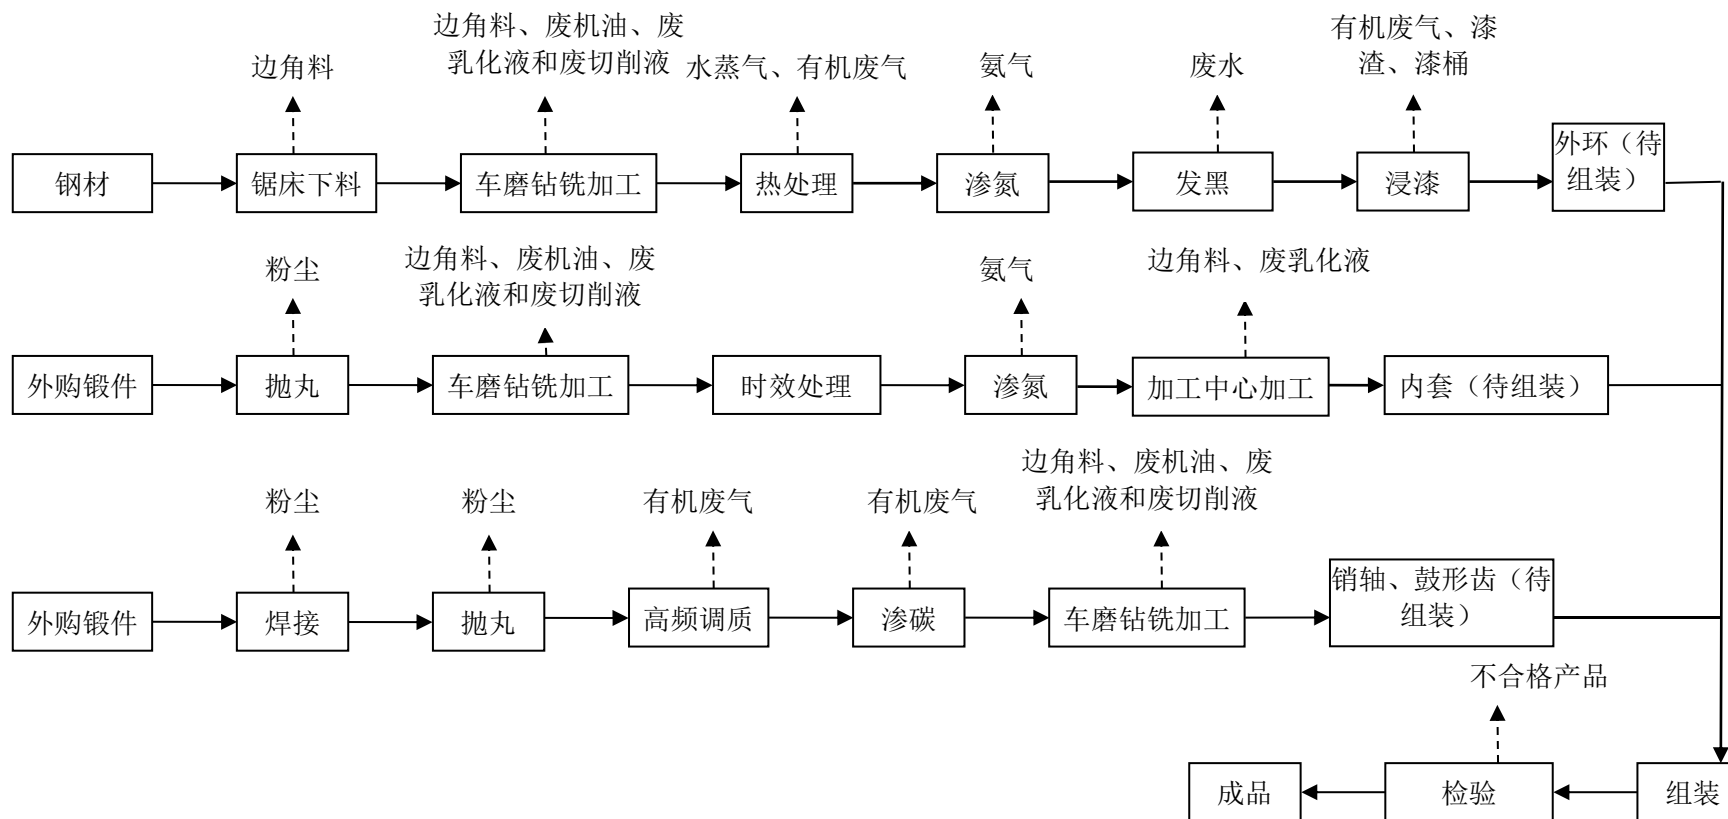 边角料
边角料、废机油、废
乳化液和废切削液
水蒸气、有机废气
氨气
废水
有机废气、漆
渣、漆桶
钢材
锯床下料
车磨钻铣加工
热处理
渗氮
发黑
浸漆
外环（待
组装）
粉尘
边角料、废机油、废
乳化液和废切削液
氨气
边角料、废乳化液
外购锻件
抛丸
车磨钻铣加工
时效处理
渗氮
加工中心加工
内套（待组装）
粉尘
粉尘
有机废气
有机废气
边角料、废机油、废
乳化液和废切削液
外购锻件
焊接
抛丸
高频调质
渗碳
车磨钻铣加工
销轴、鼓形齿（待
组装）
不合格产品
成品
检验
组装